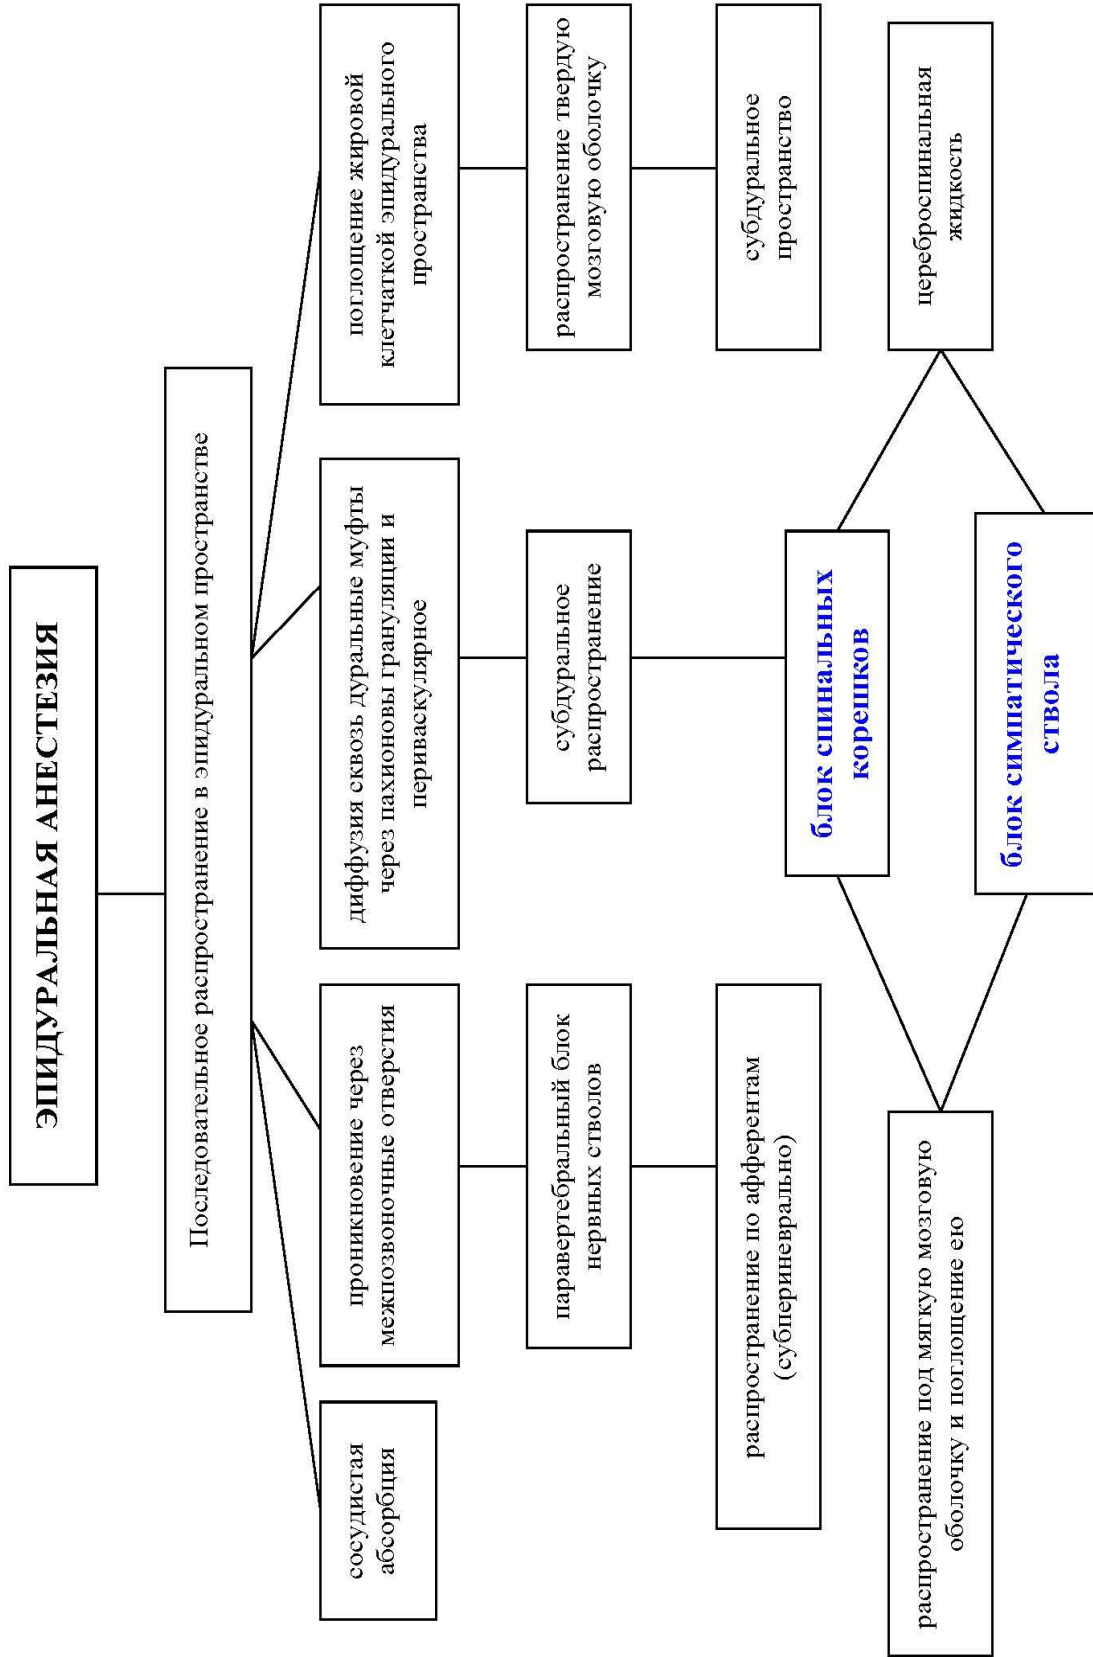 ЭПИДУРАЛЬНАЯ АНЕСТЕЗИЯ
Последовательное распространение в эпидуральном пространстве
сосудистая
абсорбция
проникновение через
межпозвоночные отверстия
диффузия сквозь дуральные муфты
через пахионовы грануляции и
периваскулярное
поглощение жировой
клетчаткой эпидурального
пространства
паравертебральный блок
нервных стволов
субдуральное
распространение
распространение твердую
мозговую оболочку
распространение по афферентам
(субпериневрально)
субдуральное
пространство
блок спинальных
корешков
распространение под мягкую мозговую
оболочку и поглощение ею
цереброспинальная
жидкость
блок симпатического
ствола